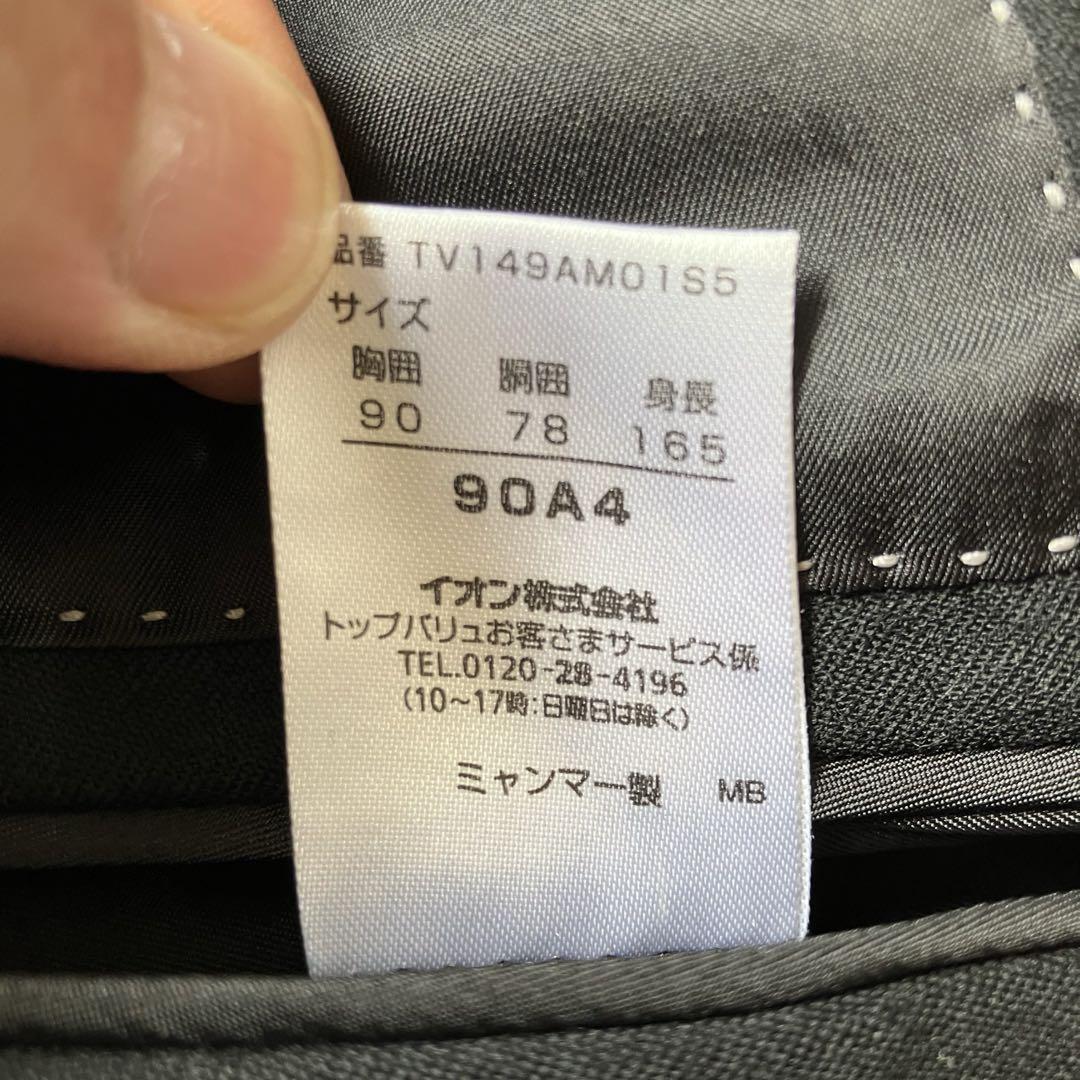 品番 TV149AM01S5
サイズ
胸囲 胴囲 身長
90 78 165
90A4
イオン株式会社
トップバリュお客さまサービス係
TEL.0120-28-4196
(10～17時:日曜日は除く)
ミャンマー製 MB